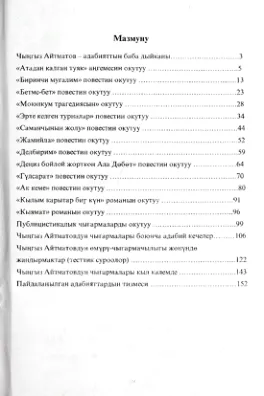 Мазмуну
Чыңгыз Айтматов – адабияттын баба дыйканы.....3
«Атадан калган туяк» аңгемесин окутуу.....5
«Биринчи мугалим» повестин окутуу.....13
«Бетме-бет» повестин окутуу.....23
«Моюнкум трагедиясын» окутуу.....28
«Эрте келген турналар» повестин окутуу.....34
«Саманчынын жолу» повестин окутуу.....44
«Жамийла» повестин окутуу.....52
«Делбирим» повестин окутуу.....59
«Деңиз бойлой жорткон Ала Дөбөт» повестин окутуу.....64
«Гүлсарат» повестин окутуу.....70
«Ак кеме» повестин окутуу.....80
«Кылым карытар бир күн» романын окутуу.....91
«Кыямат» романын окутуу.....96
Публицистикалык чыгармаларды окутуу.....99
Чыңгыз Айтматовдун чыгармалары боюнча адабий кечелер...106
Чыңгыз Айтматовдун өмүрү-чыгармачылыгы жөнүндө
жаңылмактар (тесттик суроолор).....122
Чыңгыз Айтматовдун чыгармалары кыл калемде.....143
Пайдаланылган адабияттардын тизмеси.....152